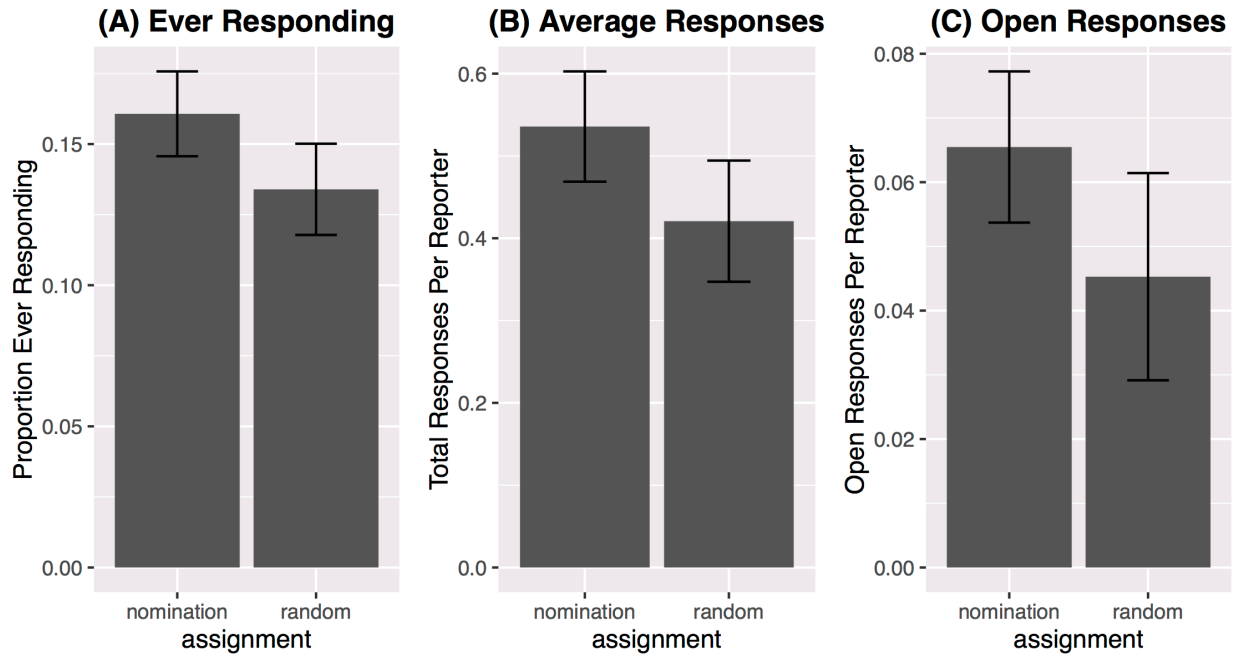 (A) Ever Responding
Proportion Ever Responding
0.15
0.10
0.05
0.00
nomination random
assignment
(B) Average Responses
Total Responses Per Reporter
0.6
0.4
0.2
0.0
nomination random
assignment
(C) Open Responses
Open Responses Per Reporter
0.08
0.06
0.04
0.02
0.00
nomination random
assignment